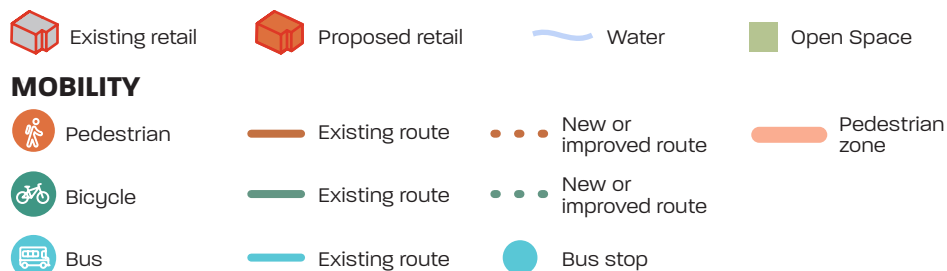 Existing retail Proposed retail Water Open Space
MOBILITY
Pedestrian Existing route New or improved route Pedestrian zone
Bicycle Existing route New or improved route
Bus Existing route Bus stop